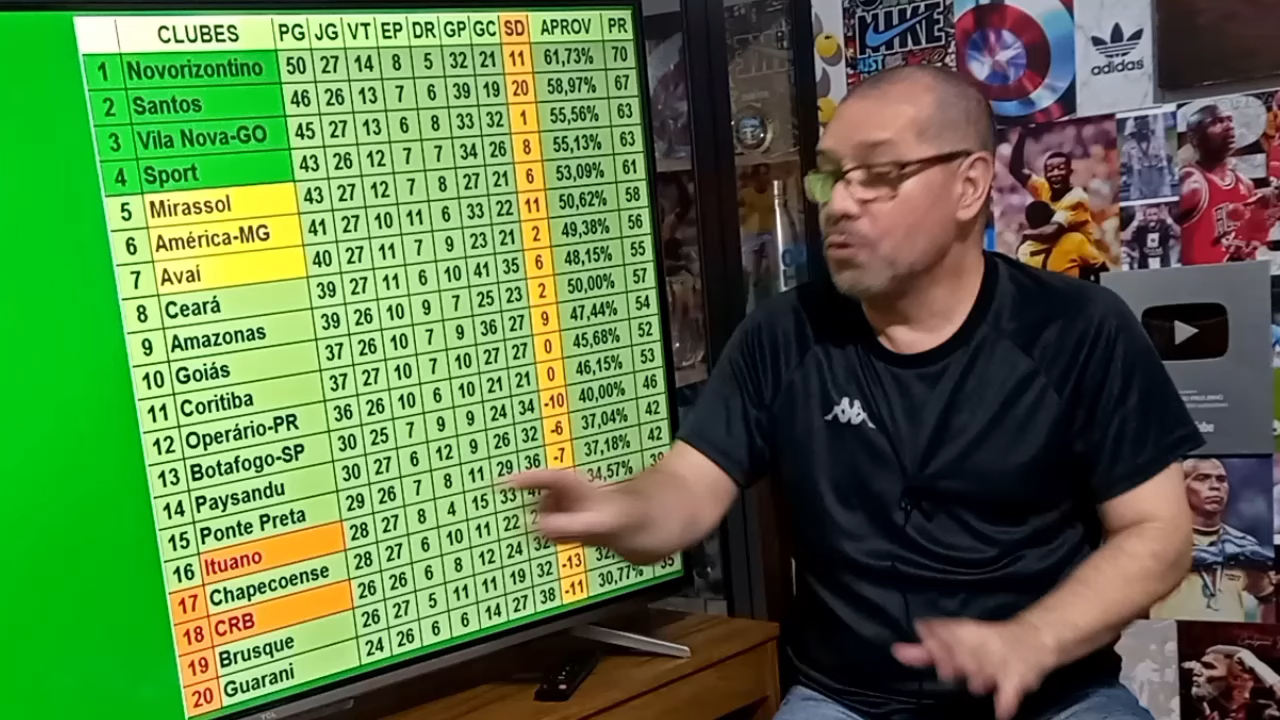 CLUBES PG JG VT EP DR GP GC SD APROV PR
1 Novorizontino 50 27 14 8 5 32 21 11 61,73% 70
2 Santos 46 26 13 7 6 39 19 20 58,97% 67
3 Vila Nova-GO 45 27 13 6 8 33 32 1 55,56% 63
4 Sport 43 26 12 7 7 34 26 8 55,13% 63
5 Mirassol 43 27 12 7 8 27 21 6 53,09% 61
6 América-MG 41 27 10 11 6 33 22 11 50,62% 58
7 Avaí 40 27 11 7 9 23 21 2 49,38% 56
8 Ceará 39 27 11 6 10 41 35 6 48,15% 55
9 Amazonas 39 26 10 9 7 25 23 2 50,00% 57
10 Goiás 37 26 10 7 9 36 27 9 47,44% 54
11 Coritiba 37 27 10 7 10 27 27 0 45,68% 52
12 Operário-PR 36 26 10 6 10 21 21 0 46,15% 53
13 Botafogo-SP 30 25 7 9 9 24 34 -10 40,00% 46
14 Paysandu 30 27 6 12 9 26 32 -6 37,04% 42
15 Ponte Preta 29 26 7 8 11 29 36 -7 37,18% 42
16 Ituano 28 27 8 4 15 33 34,57%
17 Chapecoense 28 27 6 10 11 22
18 CRB 26 26 6 8 12 24 32
19 Brusque 26 27 5 11 11 19 32 -13
20 Guarani 24 26 6 6 14 27 38 -11 30,77% 35
NIKE
JUST
adidas